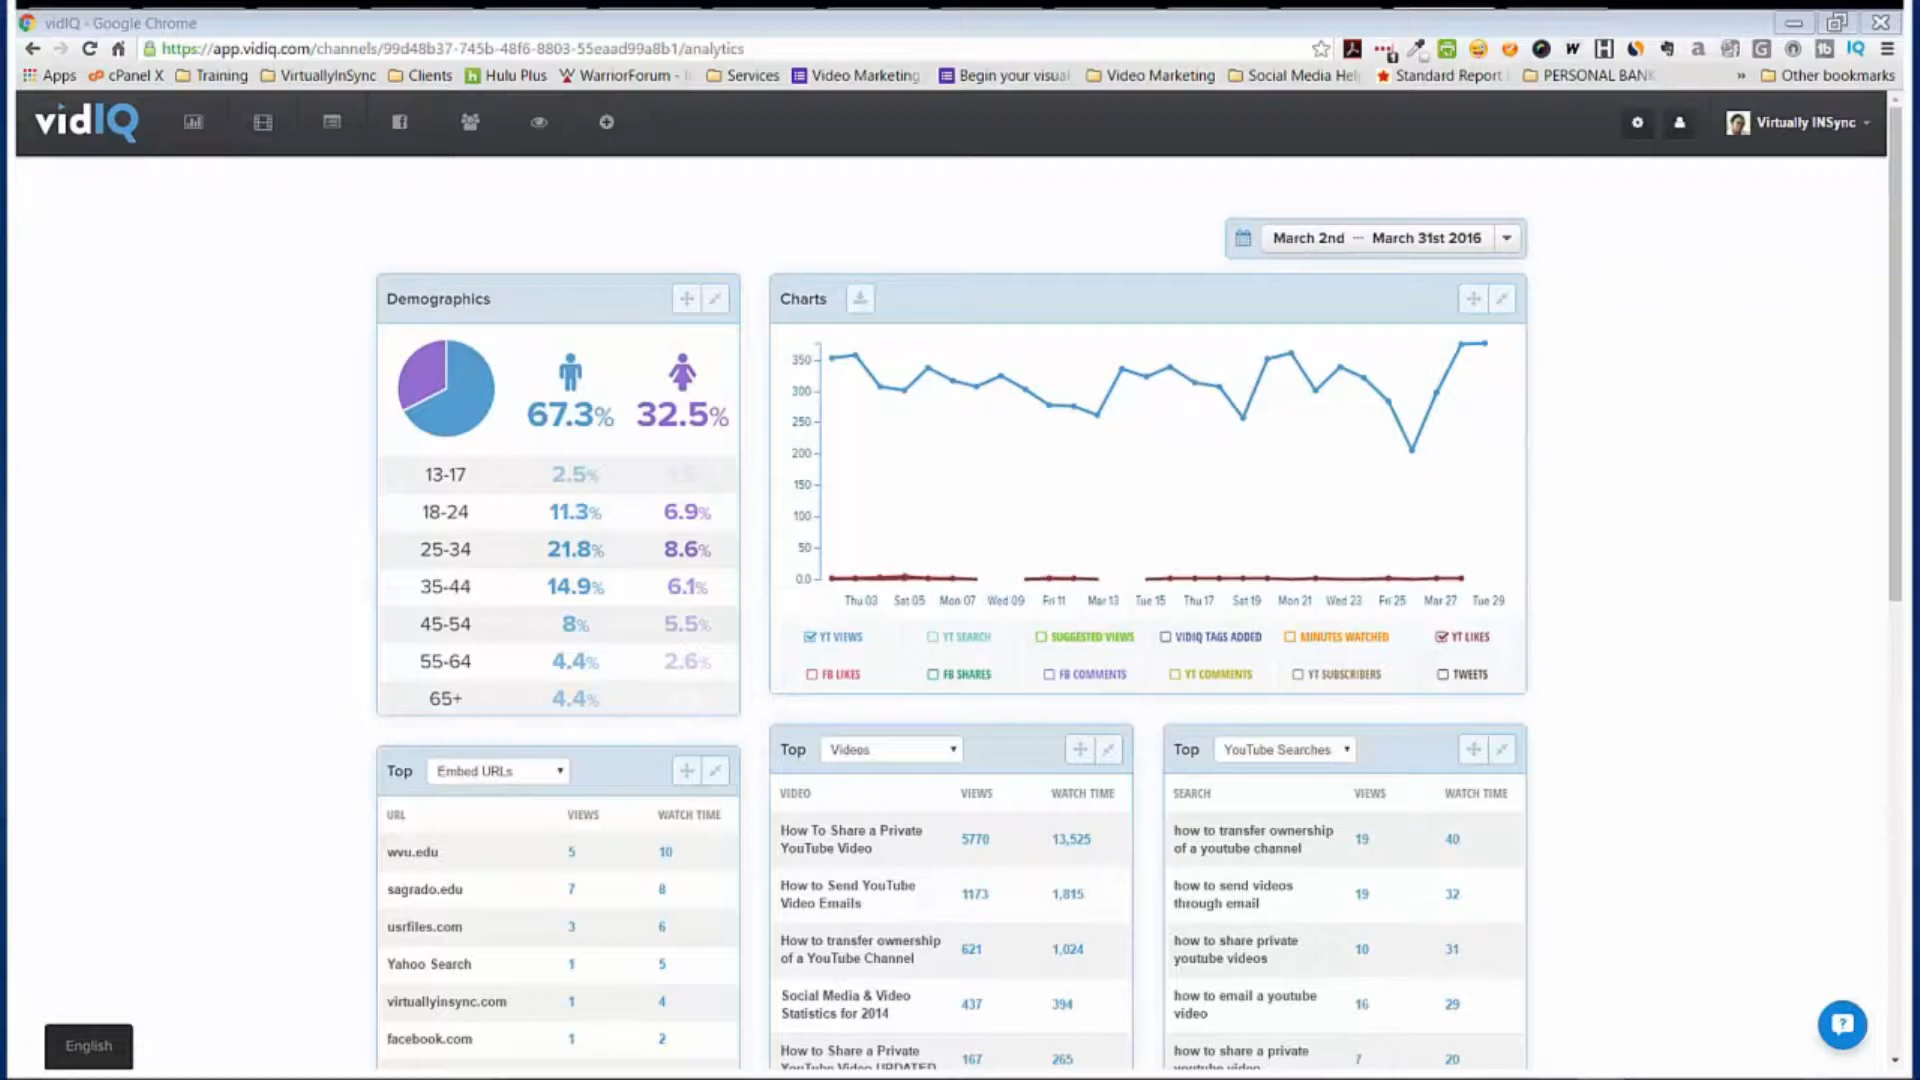 vidIQ - Google Chrome
https://app.vidiq.com/channels/99d48b37-745b-48f6-8803-55eaad99a8b1/analytics
Apps cPanel X Training VirtuallyInSync Clients Hulu Plus WarriorForum - Services Video Marketing Begin your visual Video Marketing Social Media Hel Standard Report PERSONAL BANK » Other bookmarks
vidIQ
Virtually INSync
March 2nd — March 31st 2016
Demographics
67.3% 32.5%
13-17 2.5%
18-24 11.3% 6.9%
25-34 21.8% 8.6%
35-44 14.9% 6.1%
45-54 8% 5.5%
55-64 4.4% 2.6%
65+ 4.4%
Charts
350
300
250
200
150
100
50
0.0
Thu 03 Sat 05 Mon 07 Wed 09 Fri 11 Mar 13 Tue 15 Thu 17 Sat 19 Mon 21 Wed 23 Fri 25 Mar 27 Tue 29
YT VIEWS YT SEARCH SUGGESTED VIEWS VIDIQ TAGS ADDED MINUTES WATCHED YT LIKES
FB LIKES FB SHARES FB COMMENTS YT COMMENTS YT SUBSCRIBERS TWEETS
Top Embed URLs
URL VIEWS WATCH TIME
wvu.edu 5 10
sagrado.edu 7 8
usrfiles.com 3 6
Yahoo Search 1 5
virtuallyinsync.com 1 4
facebook.com 1 2
Top Videos
VIDEO VIEWS WATCH TIME
How To Share a Private
YouTube Video 5770 13,525
How to Send YouTube
Video Emails 1173 1,815
How to transfer ownership
of a YouTube Channel 621 1,024
Social Media & Video
Statistics for 2014 437 394
How to Share a Private
YouTube Video UPDATED 167 265
Top YouTube Searches
SEARCH VIEWS WATCH TIME
how to transfer ownership
of a youtube channel 19 40
how to send videos
through email 19 32
how to share private
youtube videos 10 31
how to email a youtube
video 16 29
how to share a private
youtube video 7 20
English